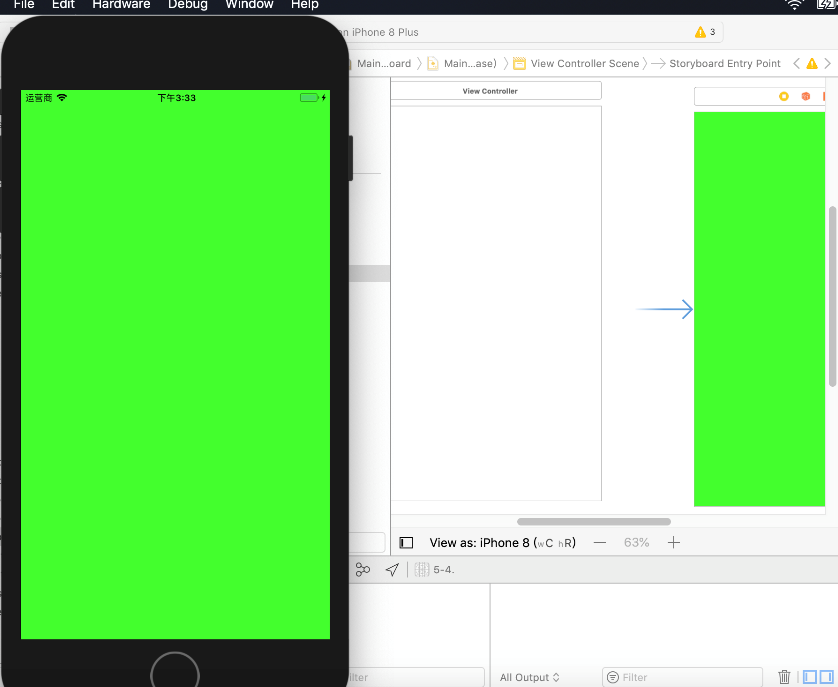 File Edit Hardware Debug Window Help
iPhone 8 Plus
3
Main...oard
Main...ase)
View Controller Scene
Storyboard Entry Point
运营商
下午3:33
View Controller
View as: iPhone 8 (wC hR)
63%
5-4.
All Output
Filter